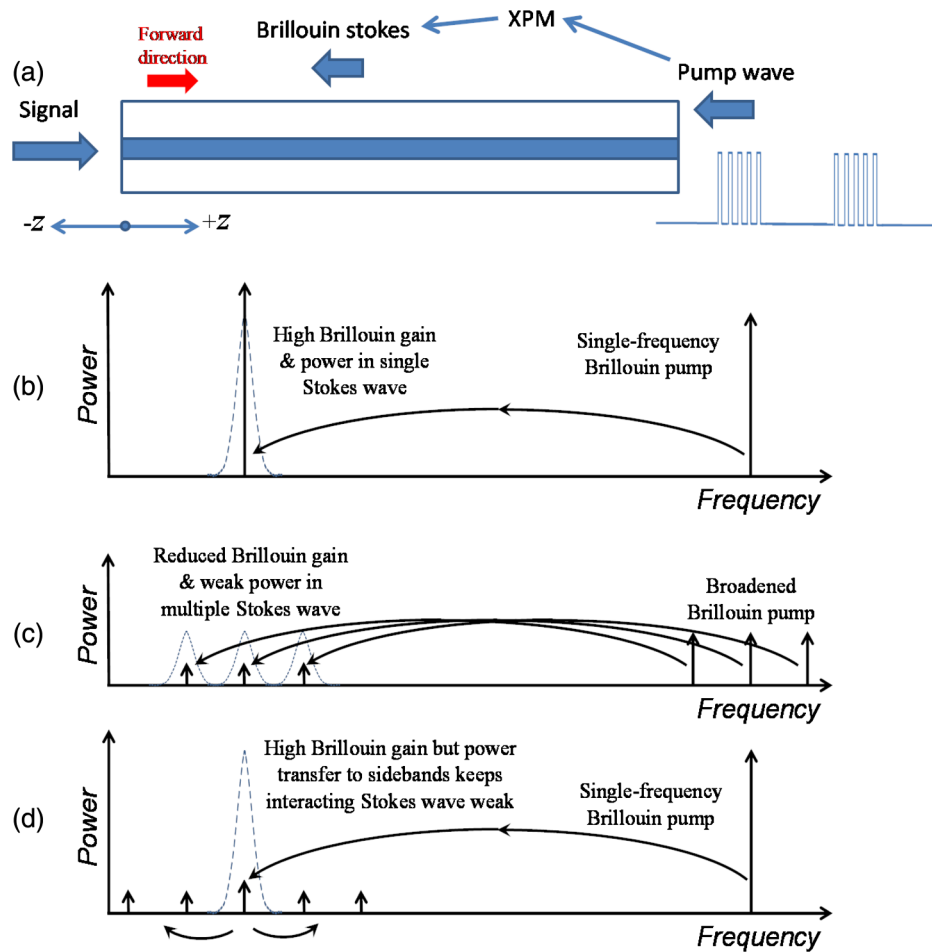 (a)
Forward
direction
Brillouin stokes
XPM
Pump wave
Signal
-z
+z
(b)
Power
High Brillouin gain
& power in single
Stokes wave
Single-frequency
Brillouin pump
Frequency
(c)
Power
Reduced Brillouin gain
& weak power in
multiple Stokes wave
Broadened
Brillouin pump
Frequency
(d)
Power
High Brillouin gain but power
transfer to sidebands keeps
interacting Stokes wave weak
Single-frequency
Brillouin pump
Frequency